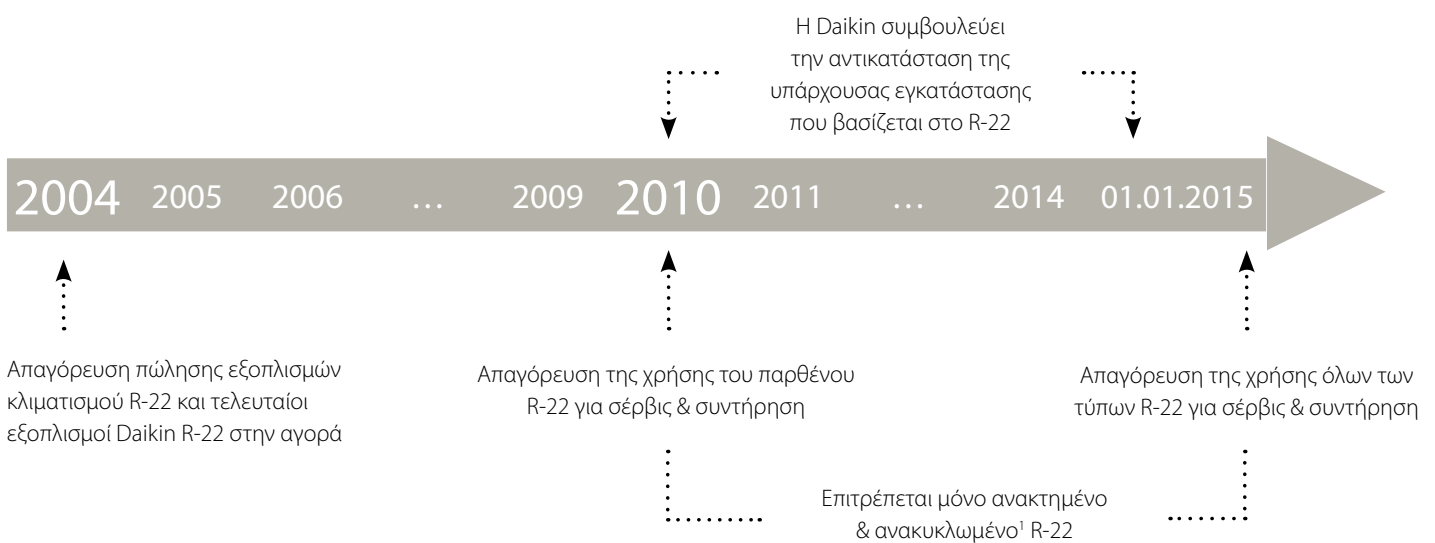 Η Daikin συμβουλεύει
την αντικατάσταση της
υπάρχουσας εγκατάστασης
που βασίζεται στο R-22
2004 2005 2006 … 2009 2010 2011 … 2014 01.01.2015
Απαγόρευση πώλησης εξοπλισμών
κλιματισμού R-22 και τελευταίοι
εξοπλισμοί Daikin R-22 στην αγορά
Απαγόρευση της χρήσης του παρθένου
R-22 για σέρβις & συντήρηση
Απαγόρευση της χρήσης όλων των
τύπων R-22 για σέρβις & συντήρηση
Επιτρέπεται μόνο ανακτημένο
& ανακυκλωμένο¹ R-22